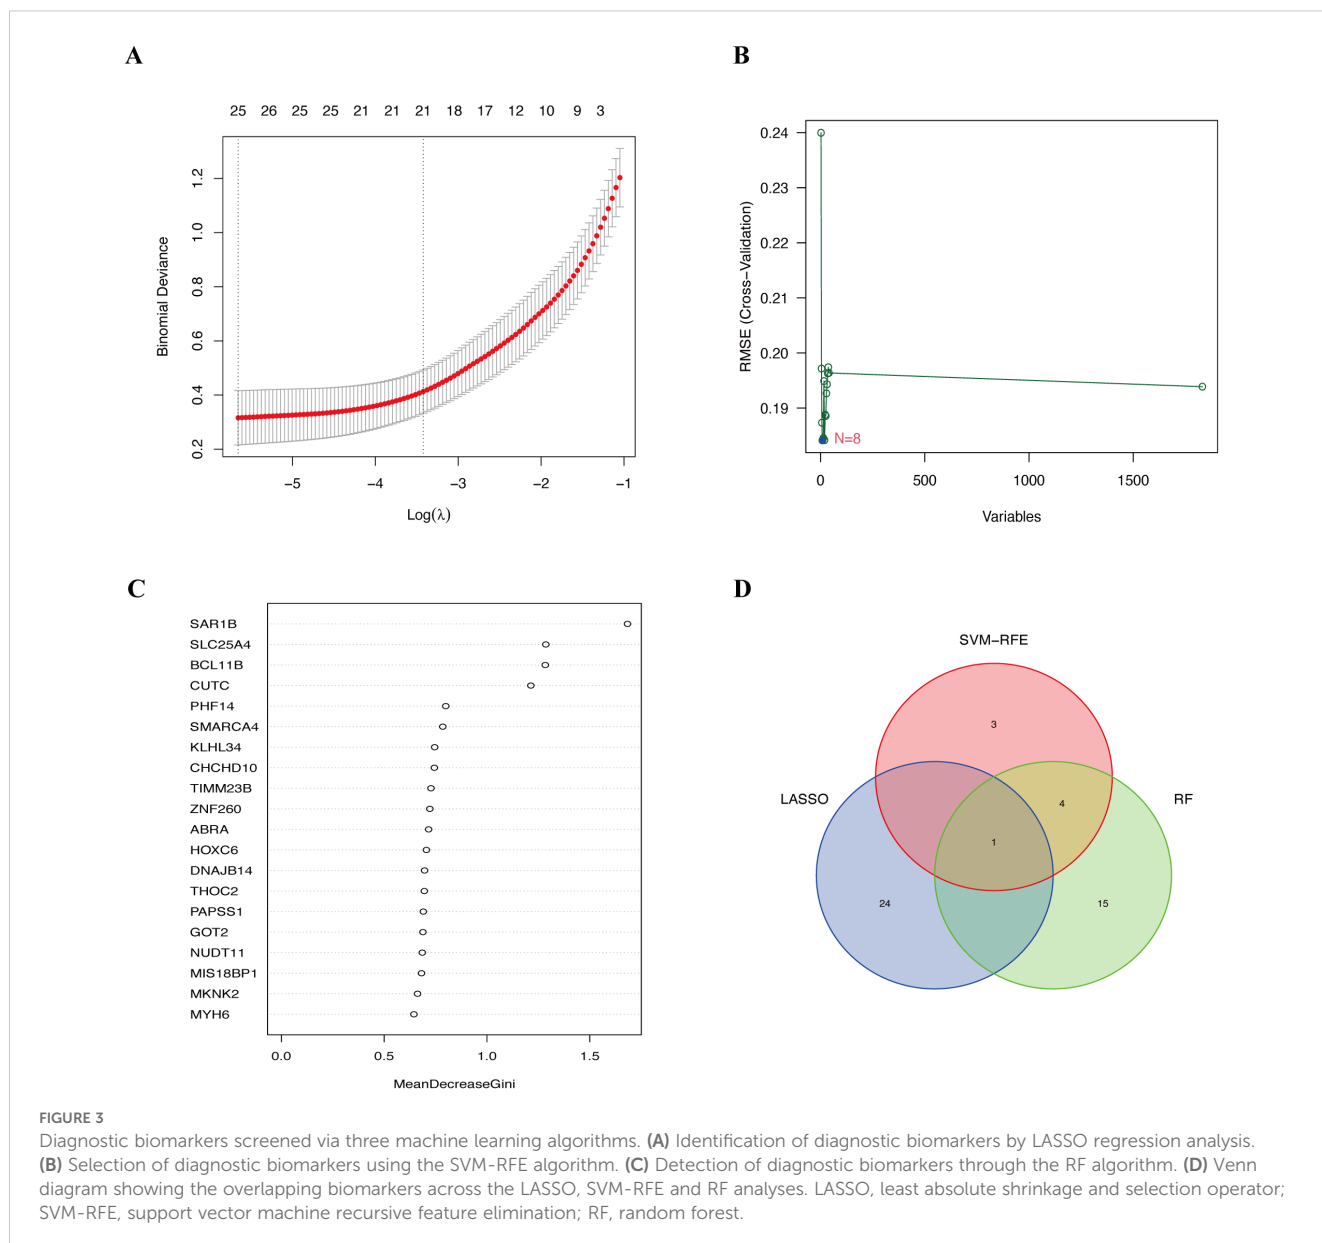 A
25 26 25 25 21 21 21 18 17 12 10 9 3
Binomial Deviance
1.2
1.0
0.8
0.6
0.4
0.2
−5 −4 −3 −2 −1
Log(λ)
B
RMSE (Cross−Validation)
0.24
0.23
0.22
0.21
0.20
0.19
N=8
0 500 1000 1500
Variables
C
SAR1B
SLC25A4
BCL11B
CUTC
PHF14
SMARCA4
KLHL34
CHCHD10
TIMM23B
ZNF260
ABRA
HOXC6
DNAJB14
THOC2
PAPSS1
GOT2
NUDT11
MIS18BP1
MKNK2
MYH6
0.0 0.5 1.0 1.5
MeanDecreaseGini
D
SVM−RFE
3
LASSO
RF
4
1
24
15
FIGURE 3
Diagnostic biomarkers screened via three machine learning algorithms. (A) Identification of diagnostic biomarkers by LASSO regression analysis.
(B) Selection of diagnostic biomarkers using the SVM-RFE algorithm. (C) Detection of diagnostic biomarkers through the RF algorithm. (D) Venn
diagram showing the overlapping biomarkers across the LASSO, SVM-RFE and RF analyses. LASSO, least absolute shrinkage and selection operator;
SVM-RFE, support vector machine recursive feature elimination; RF, random forest.